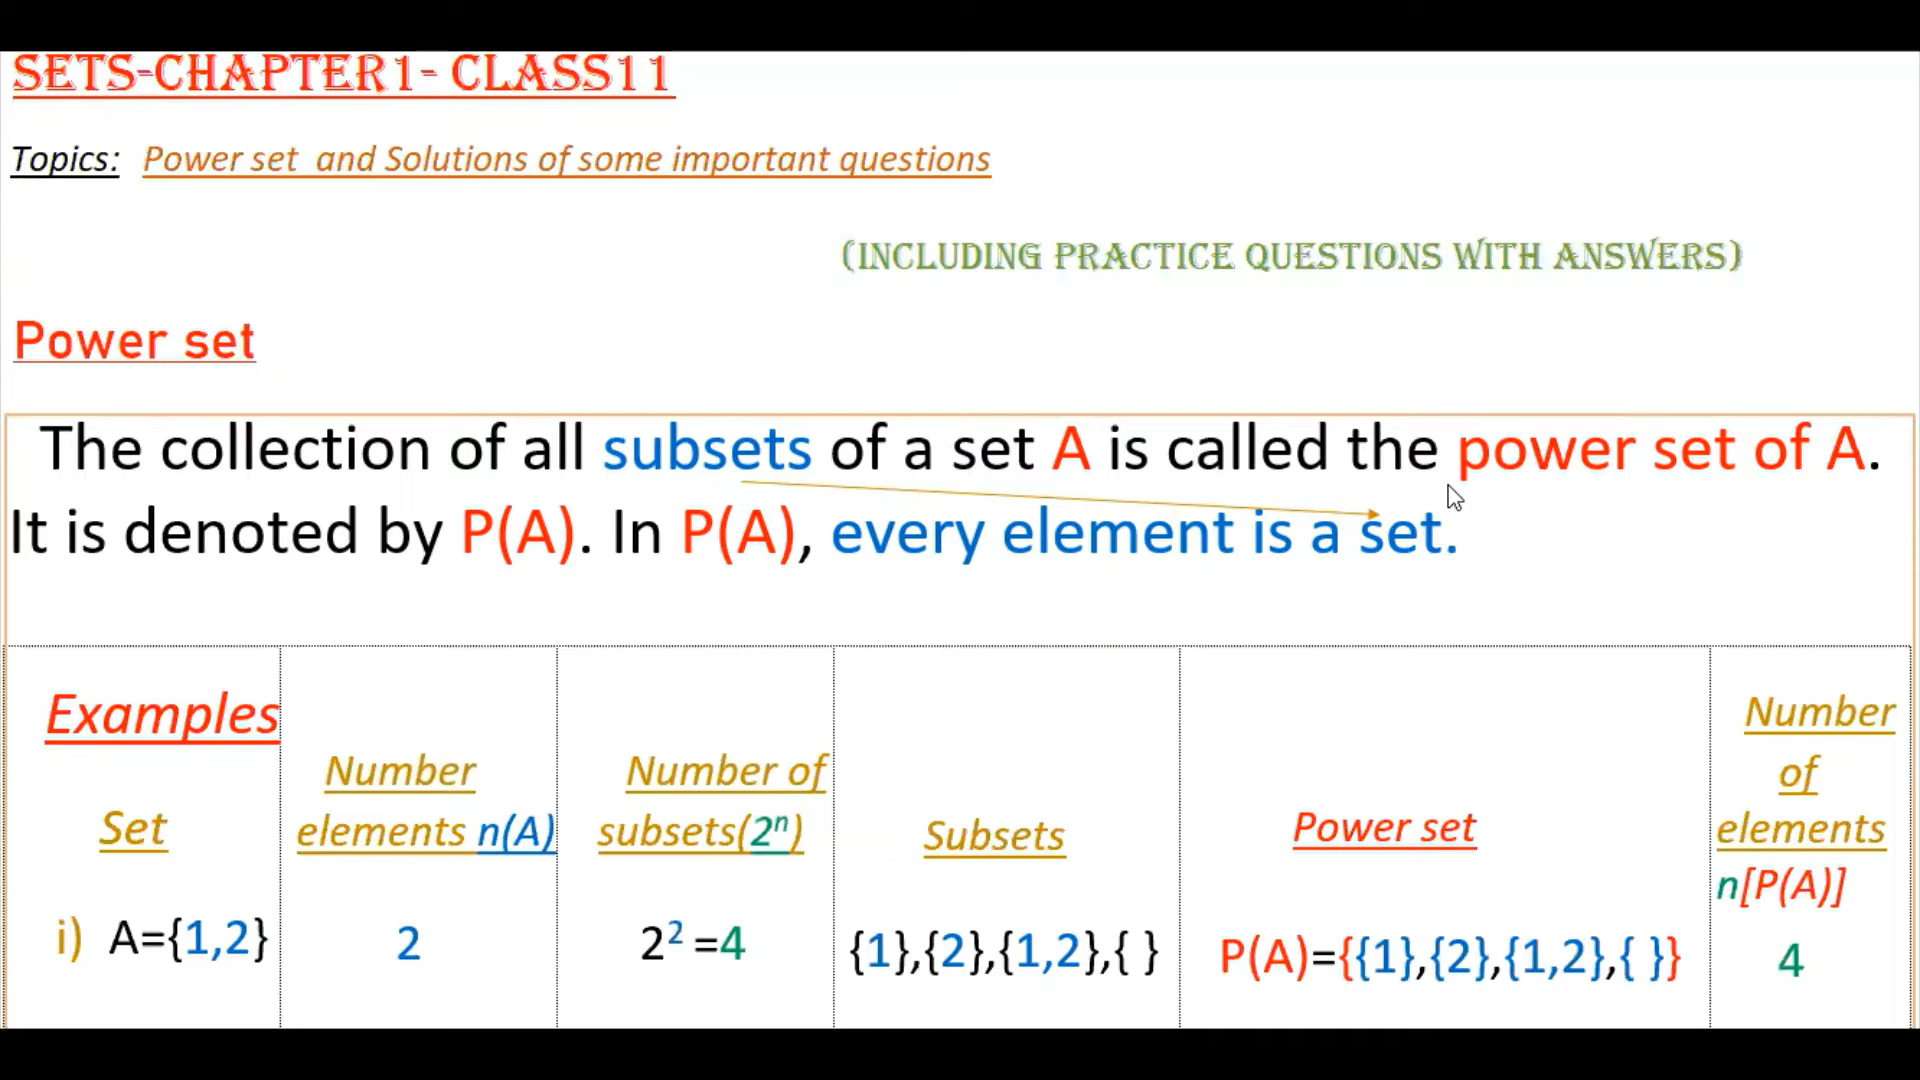 SETS-CHAPTER1- CLASS11
Topics: Power set and Solutions of some important questions
(INCLUDING PRACTICE QUESTIONS WITH ANSWERS)
Power set
The collection of all subsets of a set A is called the power set of A.
It is denoted by P(A). In P(A), every element is a set.
Examples
Set
Number
elements n(A)
Number of
subsets(2ⁿ)
Subsets
Power set
Number
of
elements
n[P(A)]
i) A={1,2}
2
2² =4
{1},{2},{1,2},{ }
P(A)={{1},{2},{1,2},{ }}
4